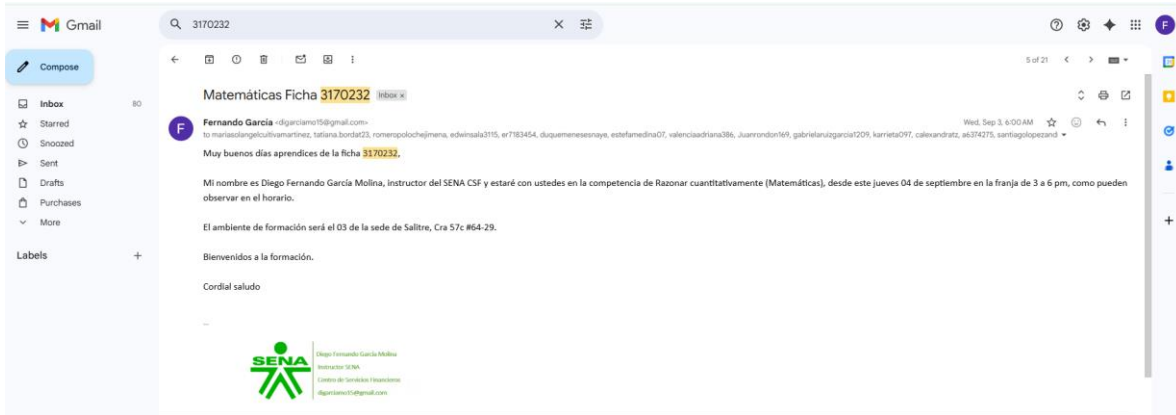 Gmail
3170232
Compose
5 of 21
Inbox 80
Starred
Snoozed
Sent
Drafts
Purchases
More
Labels
Matemáticas Ficha 3170232 Inbox x
Fernando García <digarciamo15@gmail.com> Wed, Sep 3, 6:00 AM
to mariasolangelcultivamartinez, tatiana.bordat23, romeropolochejimena, edwinsala3115, er7183454, duquemenesesnaye, estefamedina07, valenciaadriana386, Juanrondon169, gabrielaruizgarcia1209, karrieta097, calexandratz, a6374275, santiagolopezand
F
Muy buenos días aprendices de la ficha 3170232,
Mi nombre es Diego Fernando García Molina, instructor del SENA CSF y estaré con ustedes en la competencia de Razonar cuantitativamente (Matemáticas), desde este jueves 04 de septiembre en la franja de 3 a 6 pm, como pueden
observar en el horario.
El ambiente de formación será el 03 de la sede de Salitre, Cra 57c #64-29.
Bienvenidos a la formación.
Cordial saludo
--
SENA
Diego Fernando García Molina
Instructor SENA
Centro de Servicios Financieros
digarciamo15@gmail.com
F